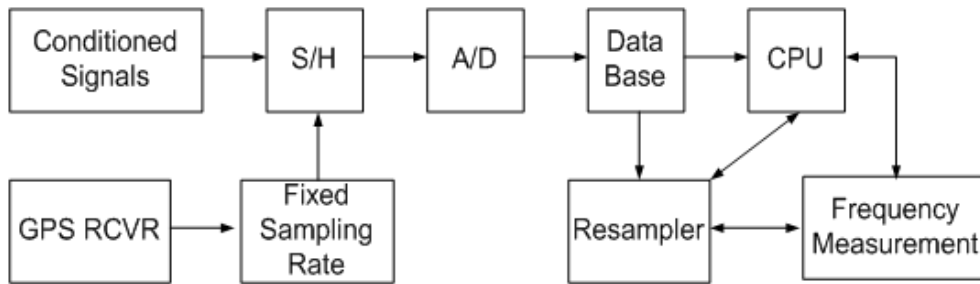 Conditioned
Signals
S/H
A/D
Data
Base
CPU
GPS RCVR
Fixed
Sampling
Rate
Resampler
Frequency
Measurement